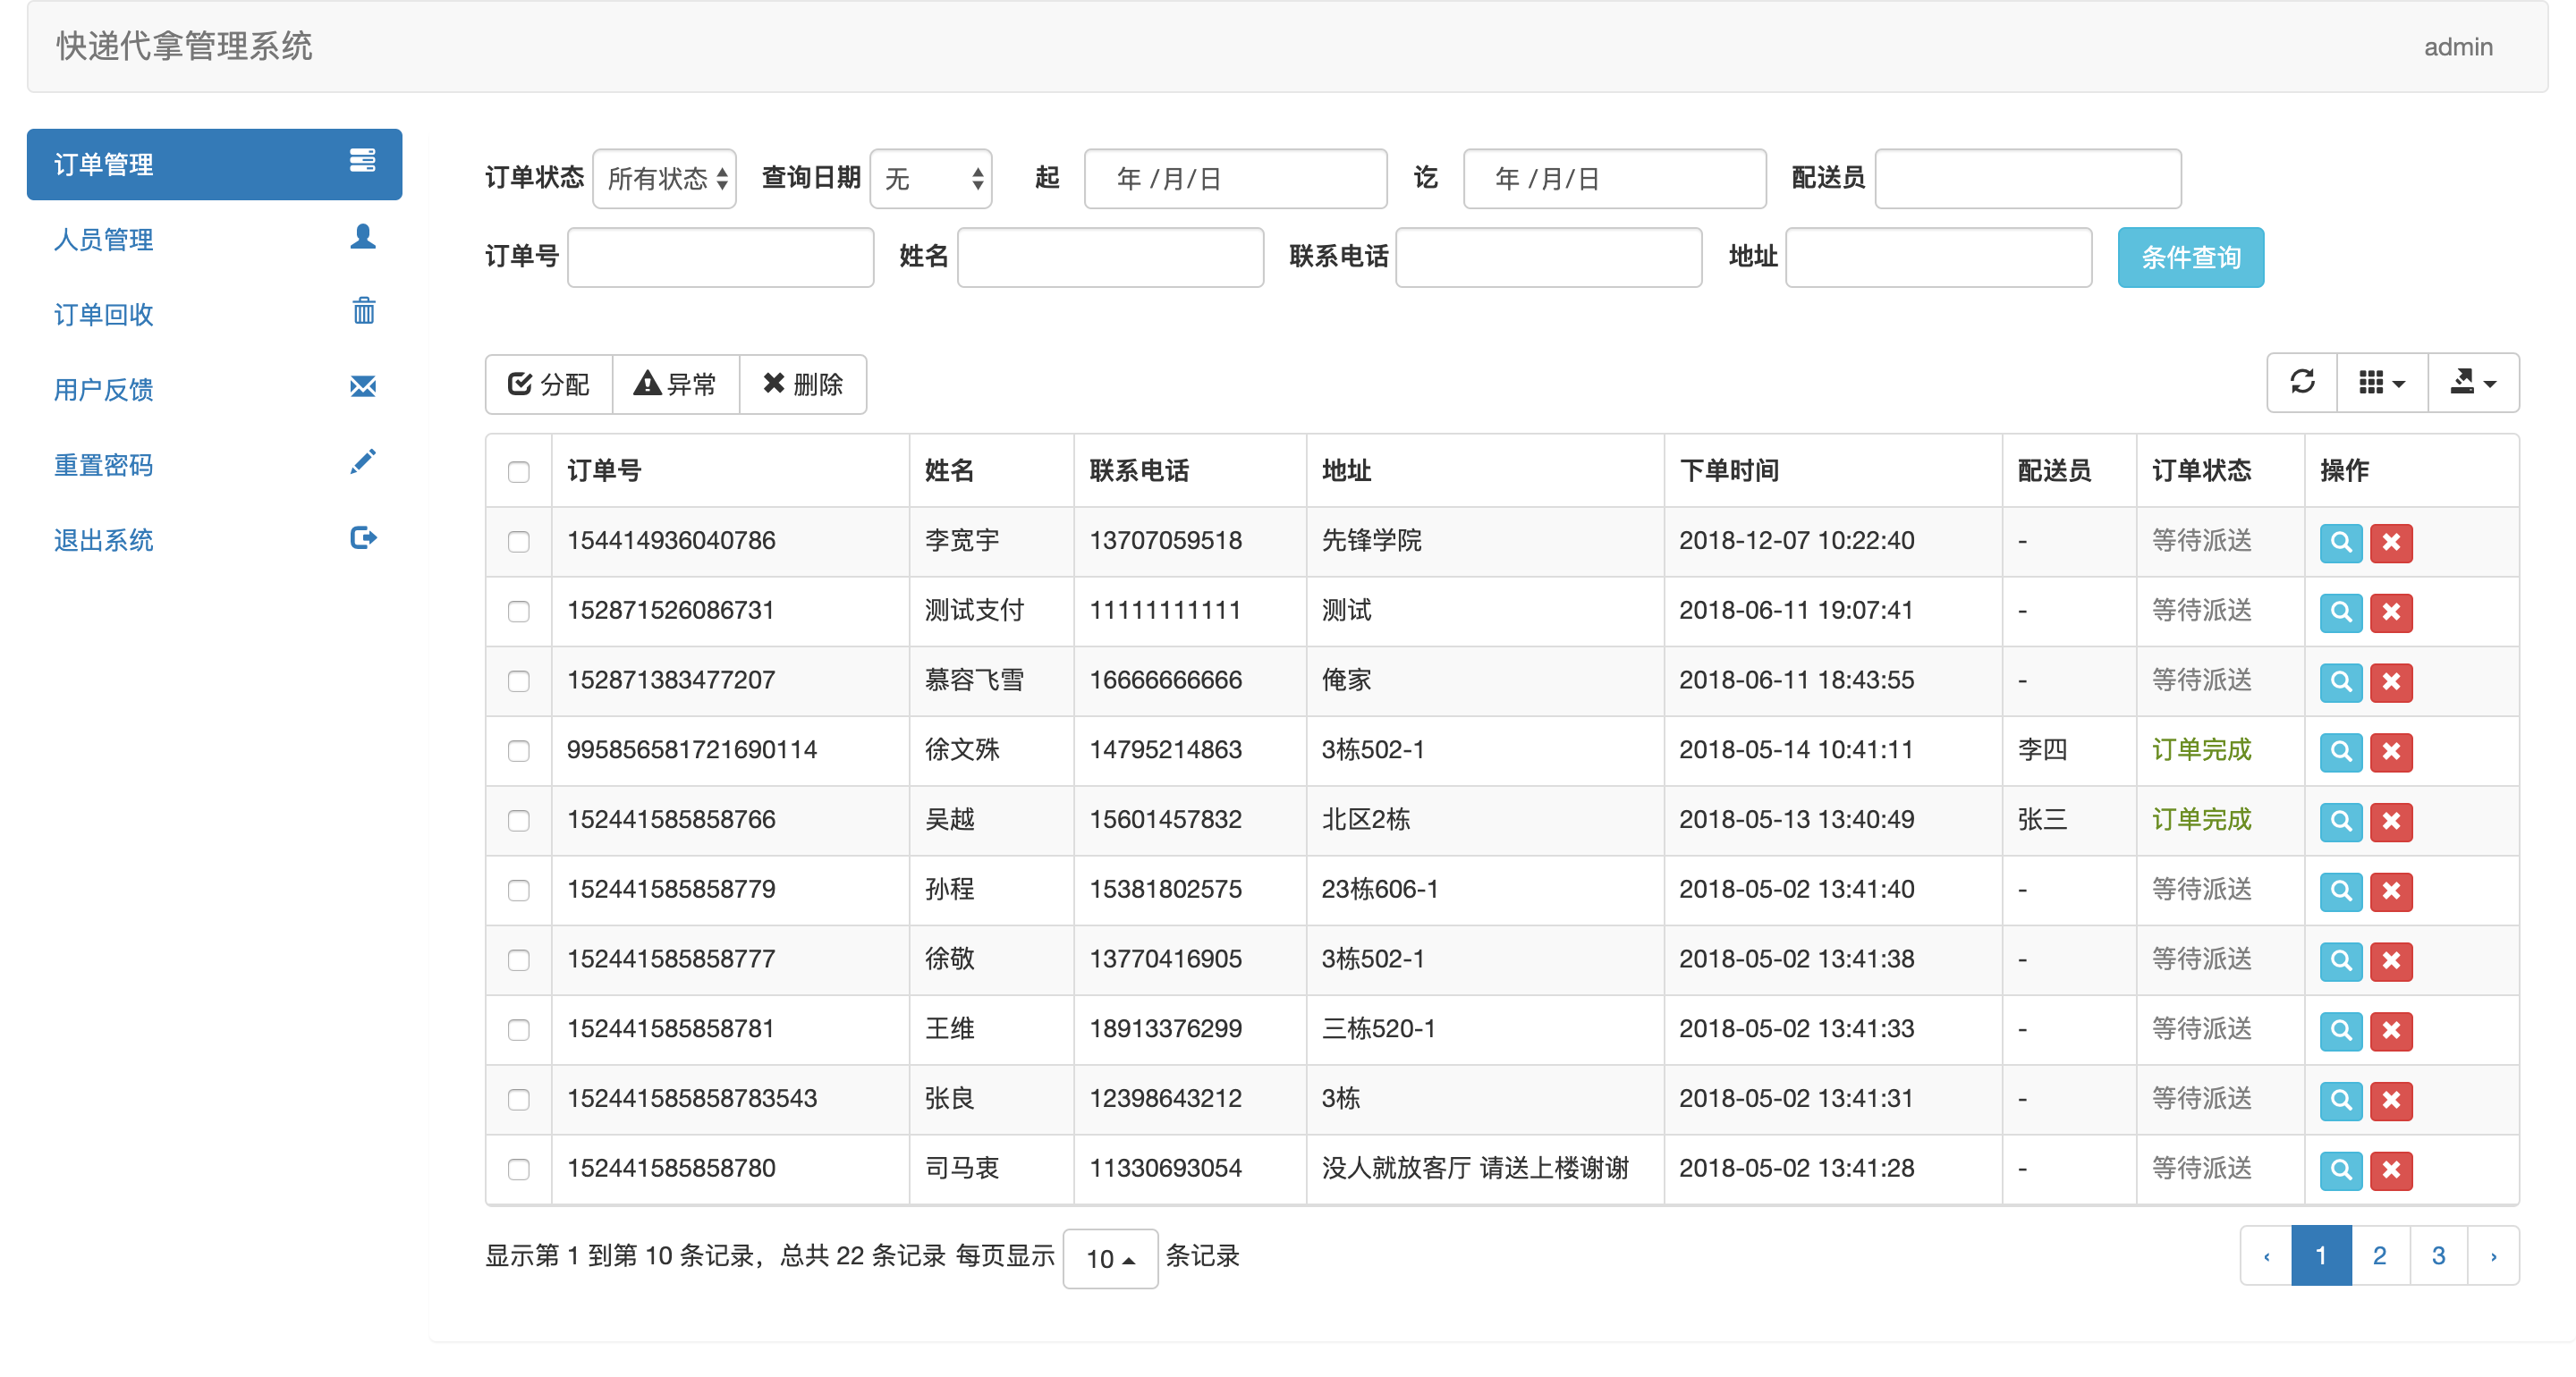 快递代拿管理系统 admin
订单管理
人员管理
订单回收
用户反馈
重置密码
退出系统
订单状态 所有状态 查询日期 无 起 年 /月/日 讫 年 /月/日 配送员
订单号 姓名 联系电话 地址 条件查询
分配 异常 删除
订单号 姓名 联系电话 地址 下单时间 配送员 订单状态 操作
154414936040786 李宽宇 13707059518 先锋学院 2018-12-07 10:22:40 - 等待派送
152871526086731 测试支付 11111111111 测试 2018-06-11 19:07:41 - 等待派送
152871383477207 慕容飞雪 16666666666 俺家 2018-06-11 18:43:55 - 等待派送
995856581721690114 徐文殊 14795214863 3栋502-1 2018-05-14 10:41:11 李四 订单完成
152441585858766 吴越 15601457832 北区2栋 2018-05-13 13:40:49 张三 订单完成
152441585858779 孙程 15381802575 23栋606-1 2018-05-02 13:41:40 - 等待派送
152441585858777 徐敬 13770416905 3栋502-1 2018-05-02 13:41:38 - 等待派送
152441585858781 王维 18913376299 三栋520-1 2018-05-02 13:41:33 - 等待派送
152441585858783543 张良 12398643212 3栋 2018-05-02 13:41:31 - 等待派送
152441585858780 司马衷 11330693054 没人就放客厅 请送上楼谢谢 2018-05-02 13:41:28 - 等待派送
显示第 1 到第 10 条记录，总共 22 条记录 每页显示 10 条记录 ‹ 1 2 3 ›